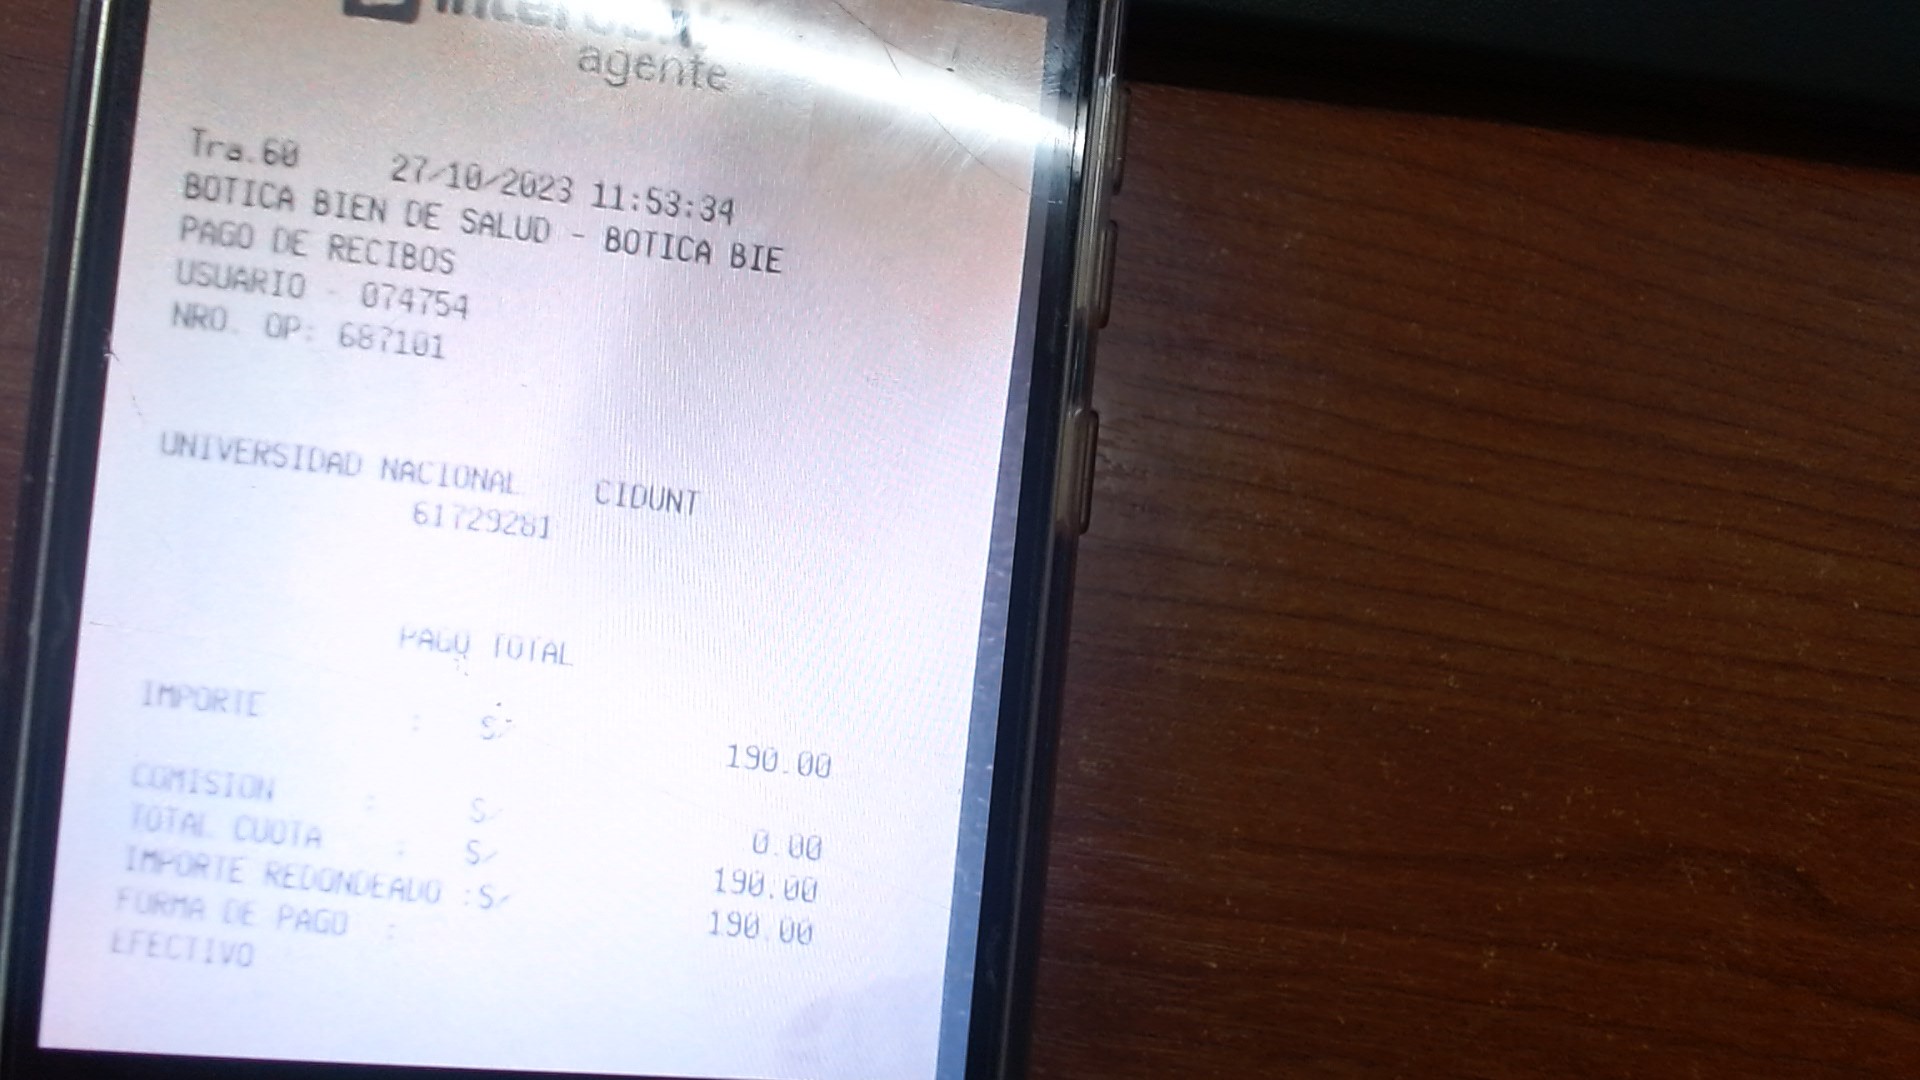 agente
Tra.60 27/10/2023 11:53:34
BOTICA BIEN DE SALUD - BOTICA BIE
PAGO DE RECIBOS
USUARIO - 074754
NRO. OP: 687101
UNIVERSIDAD NACIONAL CIDUNT
61729281
PAGO TOTAL
IMPORTE : S/ 190.00
COMISION : S/ 0.00
TOTAL CUOTA : S/ 190.00
IMPORTE REDONDEADO :S/ 190.00
FORMA DE PAGO :
EFECTIVO